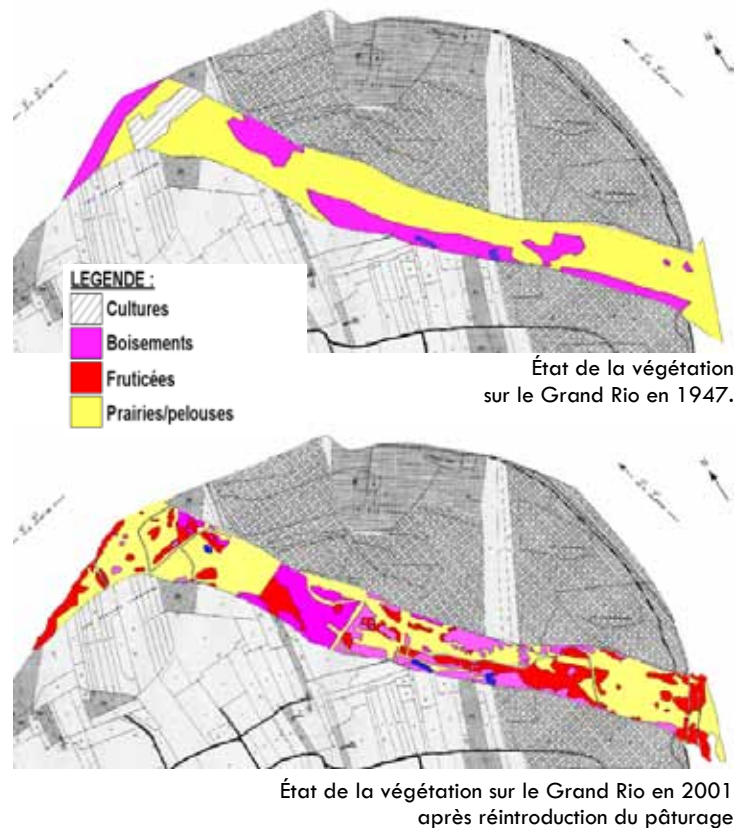 LEGENDE :
Cultures
Boisements
Fruticées
Prairies/pelouses
État de la végétation
sur le Grand Rio en 1947.
État de la végétation sur le Grand Rio en 2001
après réintroduction du pâturage